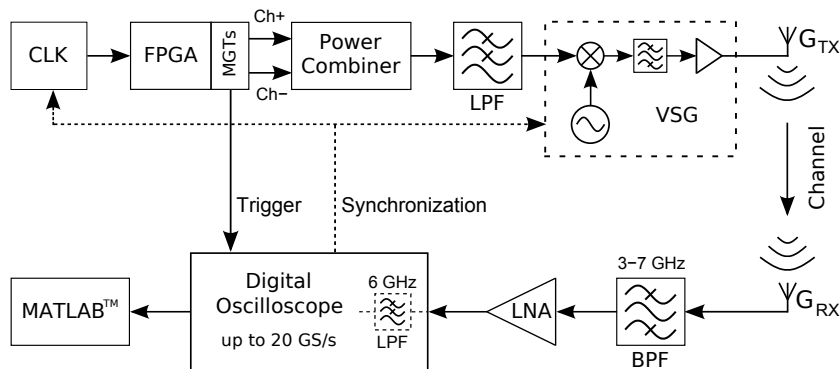 CLK
FPGA
MGTs
Ch+
Ch−
Power
Combiner
LPF
VSG
G_TX
Channel
Trigger
Synchronization
MATLAB™
Digital
Oscilloscope
up to 20 GS/s
6 GHz
LPF
LNA
3−7 GHz
BPF
G_RX